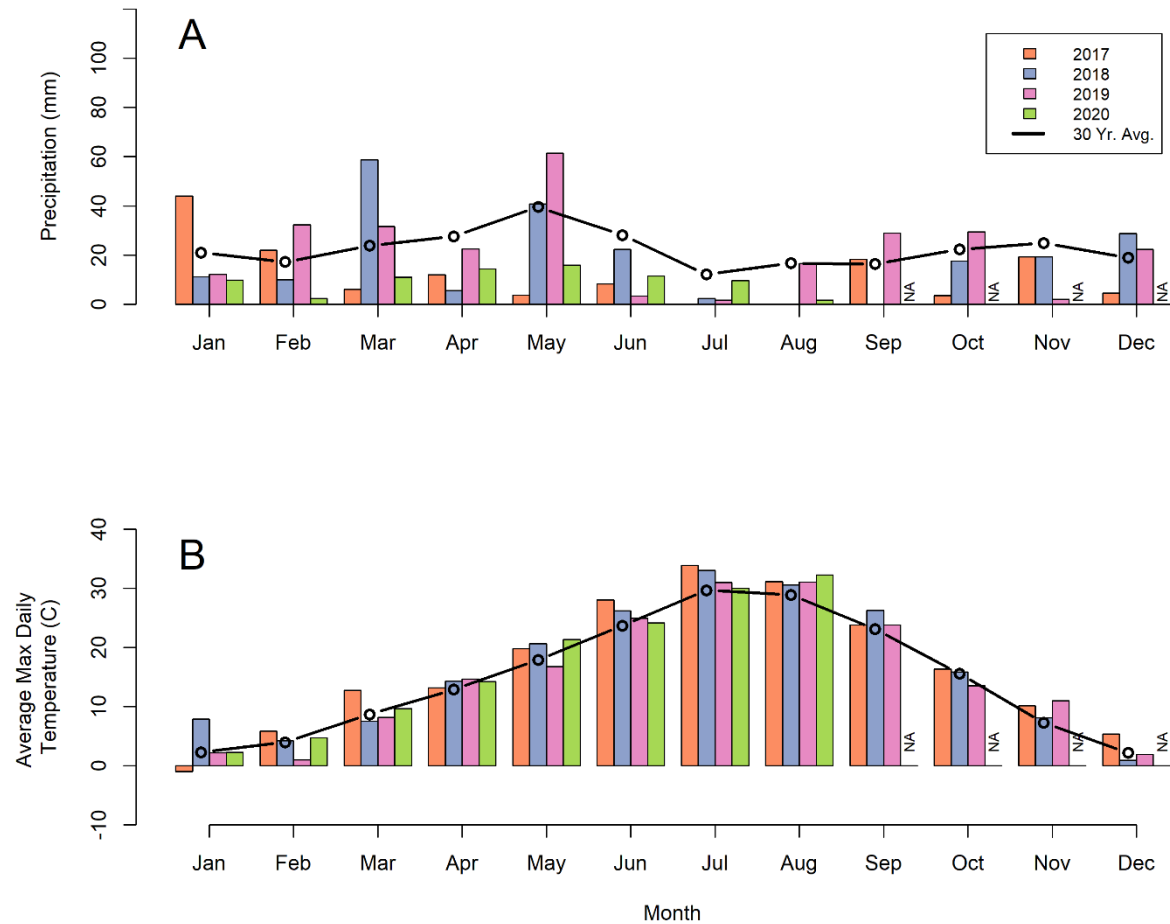 A
Precipitation (mm)
100
80
60
40
20
0
2017
2018
2019
2020
30 Yr. Avg.
NA
NA
NA
NA
Jan Feb Mar Apr May Jun Jul Aug Sep Oct Nov Dec
B
Average Max Daily
Temperature (C)
40
30
20
10
0
-10
NA
NA
NA
NA
Jan Feb Mar Apr May Jun Jul Aug Sep Oct Nov Dec
Month